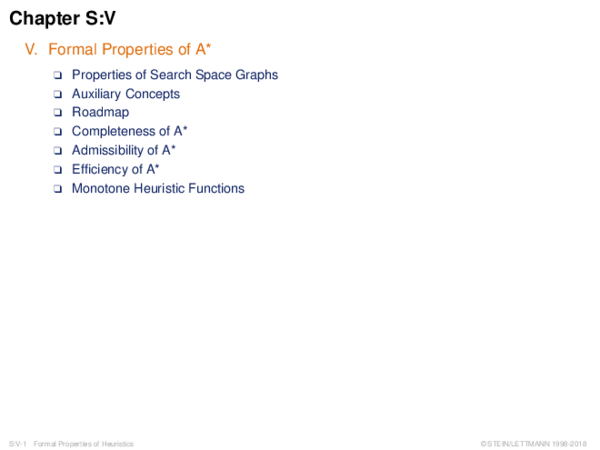 Chapter S:V
V. Formal Properties of A*
❑ Properties of Search Space Graphs
❑ Auxiliary Concepts
❑ Roadmap
❑ Completeness of A*
❑ Admissibility of A*
❑ Efficiency of A*
❑ Monotone Heuristic Functions
S:V-1 Formal Properties of Heuristics ©STEIN/LETTMANN 1998-2018